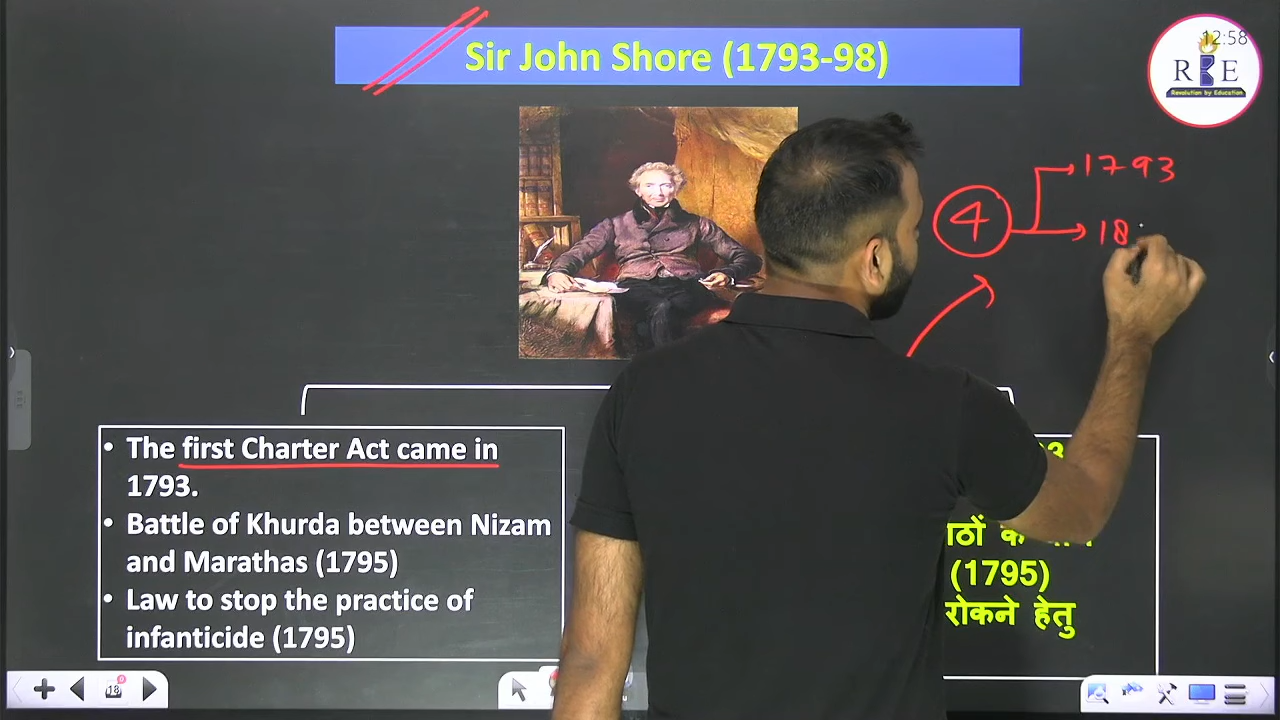 Sir John Shore (1793-98)
12:58
R B E
Revolution by Education
1793
4
18
• The first Charter Act came in
1793.
• Battle of Khurda between Nizam
and Marathas (1795)
• Law to stop the practice of
infanticide (1795)
(1795)
रोकने हेतु